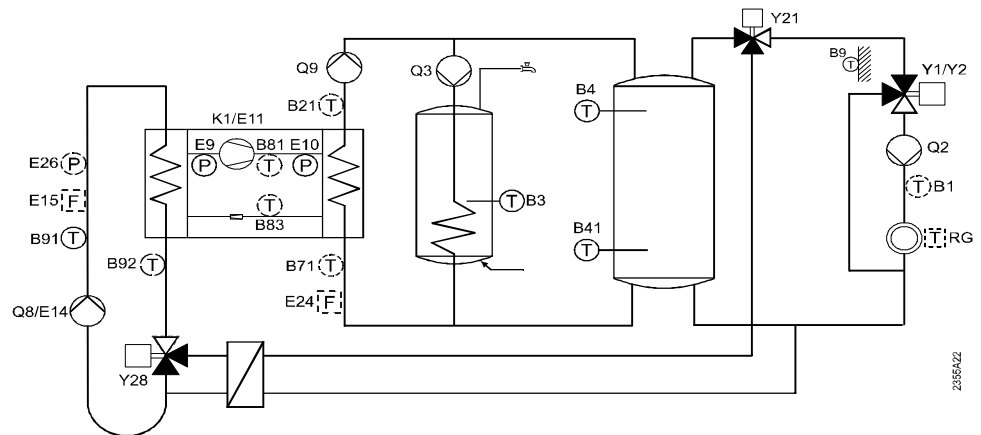 Y21
Q9
Q3
B9
T
Y1/Y2
B21 T
B4
T
K1/E11
E9 B81 E10
P T P
Q2
E26 P
E15 F
T B1
T B3
T
B83
B41
T
T RG
B91 T
B92 T
B71 T
E24 F
Q8/E14
Y28
2355A22